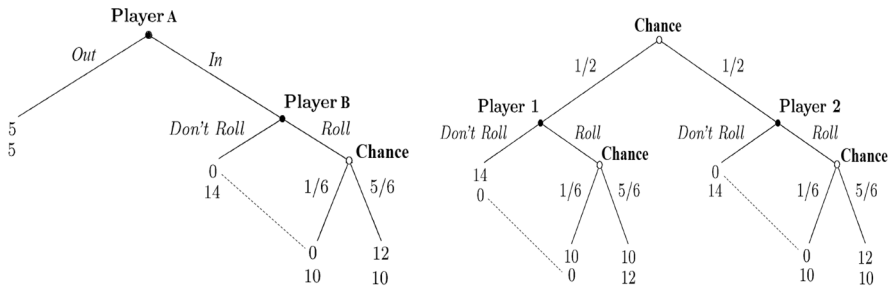 Player A
Out
In
5
5
Player B
Don't Roll
Roll
Chance
0
14
1/6
5/6
0
10
12
10
Chance
1/2
1/2
Player 1
Don't Roll
Roll
Chance
14
0
1/6
5/6
10
0
10
12
Player 2
Don't Roll
Roll
Chance
0
14
1/6
5/6
0
10
12
10